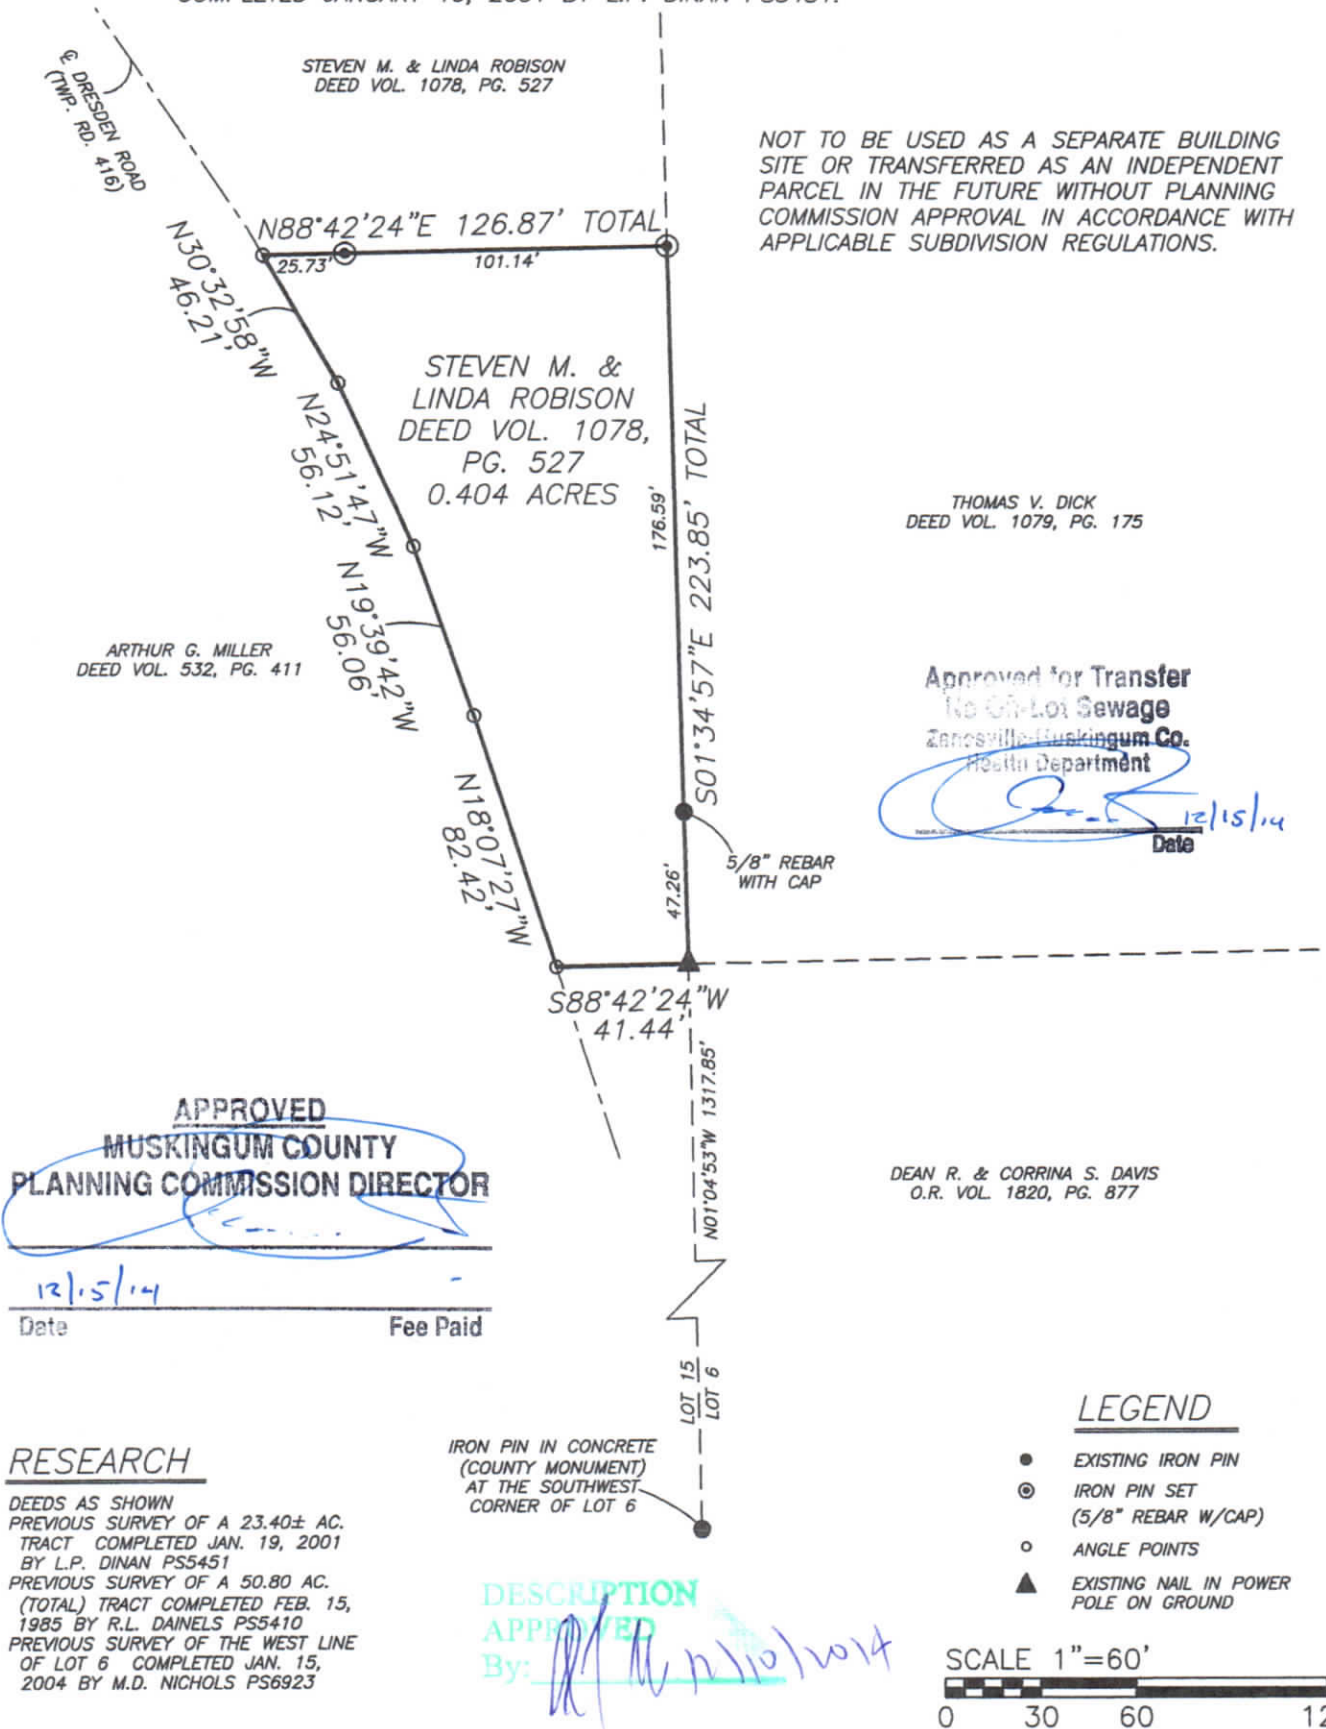 STEVEN M. & LINDA ROBISON
DEED VOL. 1078, PG. 527
℄ DRESDEN ROAD
(TWP. RD. 416)
NOT TO BE USED AS A SEPARATE BUILDING
SITE OR TRANSFERRED AS AN INDEPENDENT
PARCEL IN THE FUTURE WITHOUT PLANNING
COMMISSION APPROVAL IN ACCORDANCE WITH
APPLICABLE SUBDIVISION REGULATIONS.
N88°42'24"E 126.87' TOTAL
25.73'
101.14'
N30°32'58"W
46.21'
STEVEN M. &
LINDA ROBISON
DEED VOL. 1078,
PG. 527
0.404 ACRES
N24°51'47"W
56.12'
176.59'
S01°34'57"E 223.85' TOTAL
THOMAS V. DICK
DEED VOL. 1079, PG. 175
N19°39'42"W
56.06'
ARTHUR G. MILLER
DEED VOL. 532, PG. 411
Approved for Transfer
No On-Lot Sewage
Zanesville-Muskingum Co.
Health Department
12/15/14
Date
N18°07'27"W
82.42'
5/8" REBAR
WITH CAP
47.26'
S88°42'24"W
41.44'
N01°04'53"W 1317.85'
APPROVED
MUSKINGUM COUNTY
PLANNING COMMISSION DIRECTOR
12/15/14 -
Date Fee Paid
DEAN R. & CORRINA S. DAVIS
O.R. VOL. 1820, PG. 877
LOT 15
LOT 6
IRON PIN IN CONCRETE
(COUNTY MONUMENT)
AT THE SOUTHWEST
CORNER OF LOT 6
RESEARCH
DEEDS AS SHOWN
PREVIOUS SURVEY OF A 23.40± AC.
TRACT COMPLETED JAN. 19, 2001
BY L.P. DINAN PS5451
PREVIOUS SURVEY OF A 50.80 AC.
(TOTAL) TRACT COMPLETED FEB. 15,
1985 BY R.L. DAINELS PS5410
PREVIOUS SURVEY OF THE WEST LINE
OF LOT 6 COMPLETED JAN. 15,
2004 BY M.D. NICHOLS PS6923
DESCRIPTION
APPROVED
By: 12/10/2014
LEGEND
EXISTING IRON PIN
IRON PIN SET
(5/8" REBAR W/CAP)
ANGLE POINTS
EXISTING NAIL IN POWER
POLE ON GROUND
SCALE 1"=60'
0 30 60